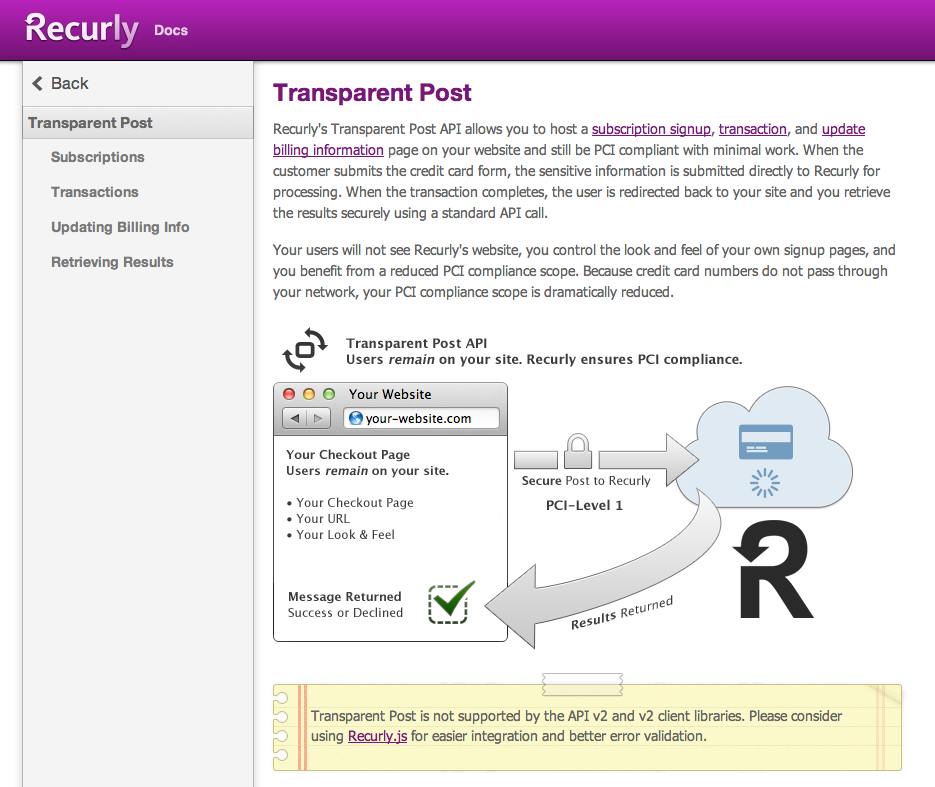 Recurly Docs
Back
Transparent Post
Subscriptions
Transactions
Updating Billing Info
Retrieving Results
Transparent Post
Recurly's Transparent Post API allows you to host a subscription signup, transaction, and update
billing information page on your website and still be PCI compliant with minimal work. When the
customer submits the credit card form, the sensitive information is submitted directly to Recurly for
processing. When the transaction completes, the user is redirected back to your site and you retrieve
the results securely using a standard API call.
Your users will not see Recurly's website, you control the look and feel of your own signup pages, and
you benefit from a reduced PCI compliance scope. Because credit card numbers do not pass through
your network, your PCI compliance scope is dramatically reduced.
Transparent Post API
Users remain on your site. Recurly ensures PCI compliance.
Your Website
your-website.com
Your Checkout Page
Users remain on your site.
• Your Checkout Page
• Your URL
• Your Look & Feel
Message Returned
Success or Declined
Secure Post to Recurly
PCI-Level 1
Results Returned
R
Transparent Post is not supported by the API v2 and v2 client libraries. Please consider
using Recurly.js for easier integration and better error validation.